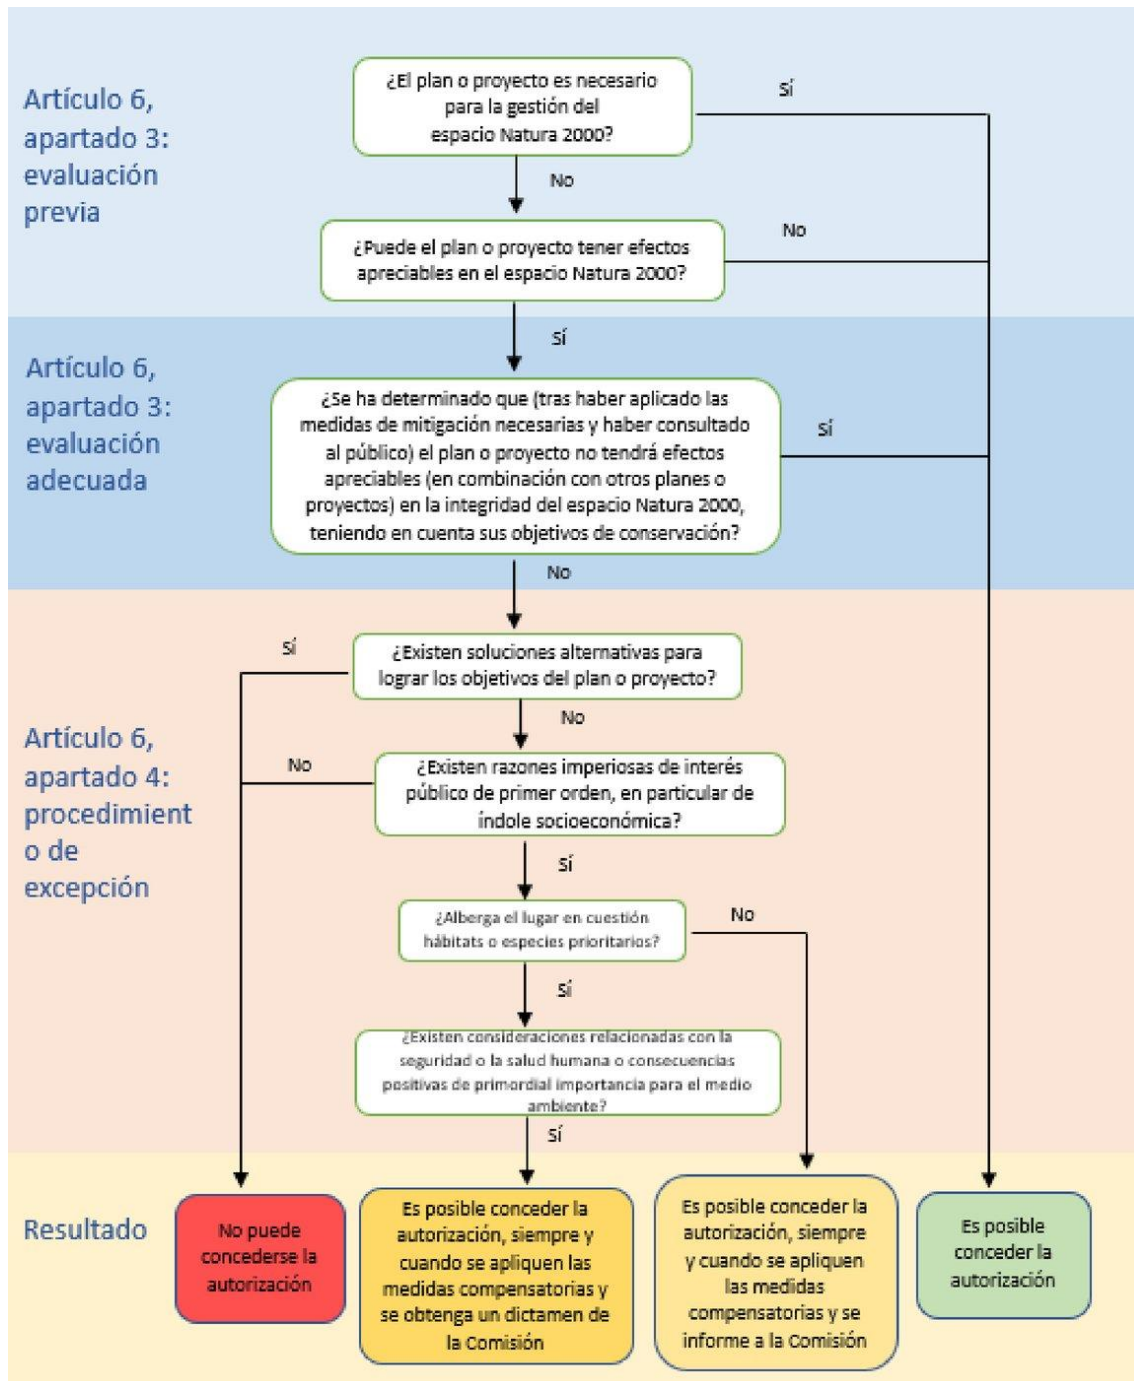 Artículo 6,
apartado 3:
evaluación
previa
¿El plan o proyecto es necesario
para la gestión del
espacio Natura 2000?
Sí
No
¿Puede el plan o proyecto tener efectos
apreciables en el espacio Natura 2000?
No
Sí
Artículo 6,
apartado 3:
evaluación
adecuada
¿Se ha determinado que (tras haber aplicado las
medidas de mitigación necesarias y haber consultado
al público) el plan o proyecto no tendrá efectos
apreciables (en combinación con otros planes o
proyectos) en la integridad del espacio Natura 2000,
teniendo en cuenta sus objetivos de conservación?
Sí
No
Artículo 6,
apartado 4:
procedimient
o de
excepción
Sí
¿Existen soluciones alternativas para
lograr los objetivos del plan o proyecto?
No
No
¿Existen razones imperiosas de interés
público de primer orden, en particular de
índole socioeconómica?
Sí
¿Alberga el lugar en cuestión
hábitats o especies prioritarios?
No
Sí
¿Existen consideraciones relacionadas con la
seguridad o la salud humana o consecuencias
positivas de primordial importancia para el medio
ambiente?
Sí
Resultado
No puede
concederse la
autorización
Es posible conceder la
autorización, siempre y
cuando se apliquen las
medidas compensatorias y
se obtenga un dictamen de
la Comisión
Es posible conceder la
autorización, siempre
y cuando se apliquen
las medidas
compensatorias y se
informe a la Comisión
Es posible
conceder la
autorización